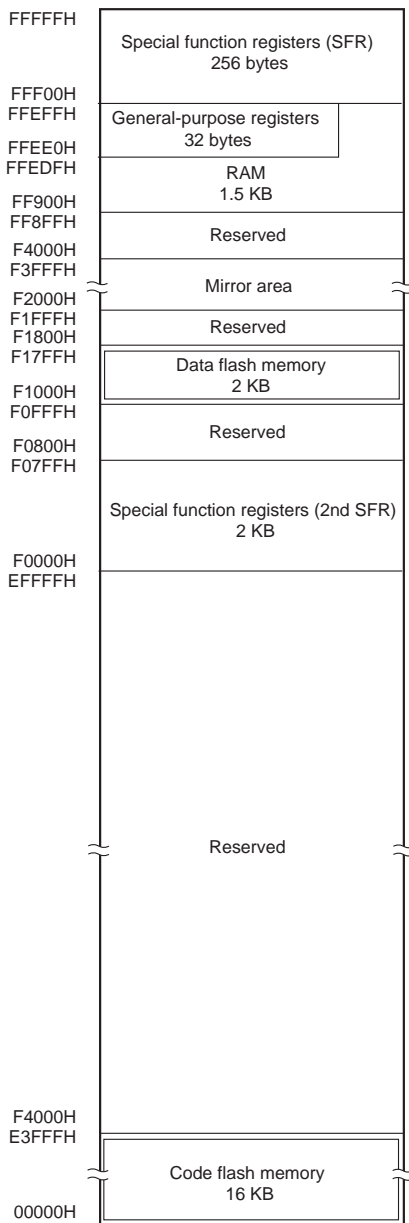 FFFFFH
Special function registers (SFR)
256 bytes
FFF00H
FFEFFH
General-purpose registers
32 bytes
FFEE0H
FFEDFH
RAM
1.5 KB
FF900H
FF8FFH
Reserved
F4000H
F3FFFH
Mirror area
F2000H
F1FFFH
Reserved
F1800H
F17FFH
Data flash memory
2 KB
F1000H
F0FFFH
Reserved
F0800H
F07FFH
Special function registers (2nd SFR)
2 KB
F0000H
EFFFFH
Reserved
F4000H
E3FFFH
Code flash memory
16 KB
00000H